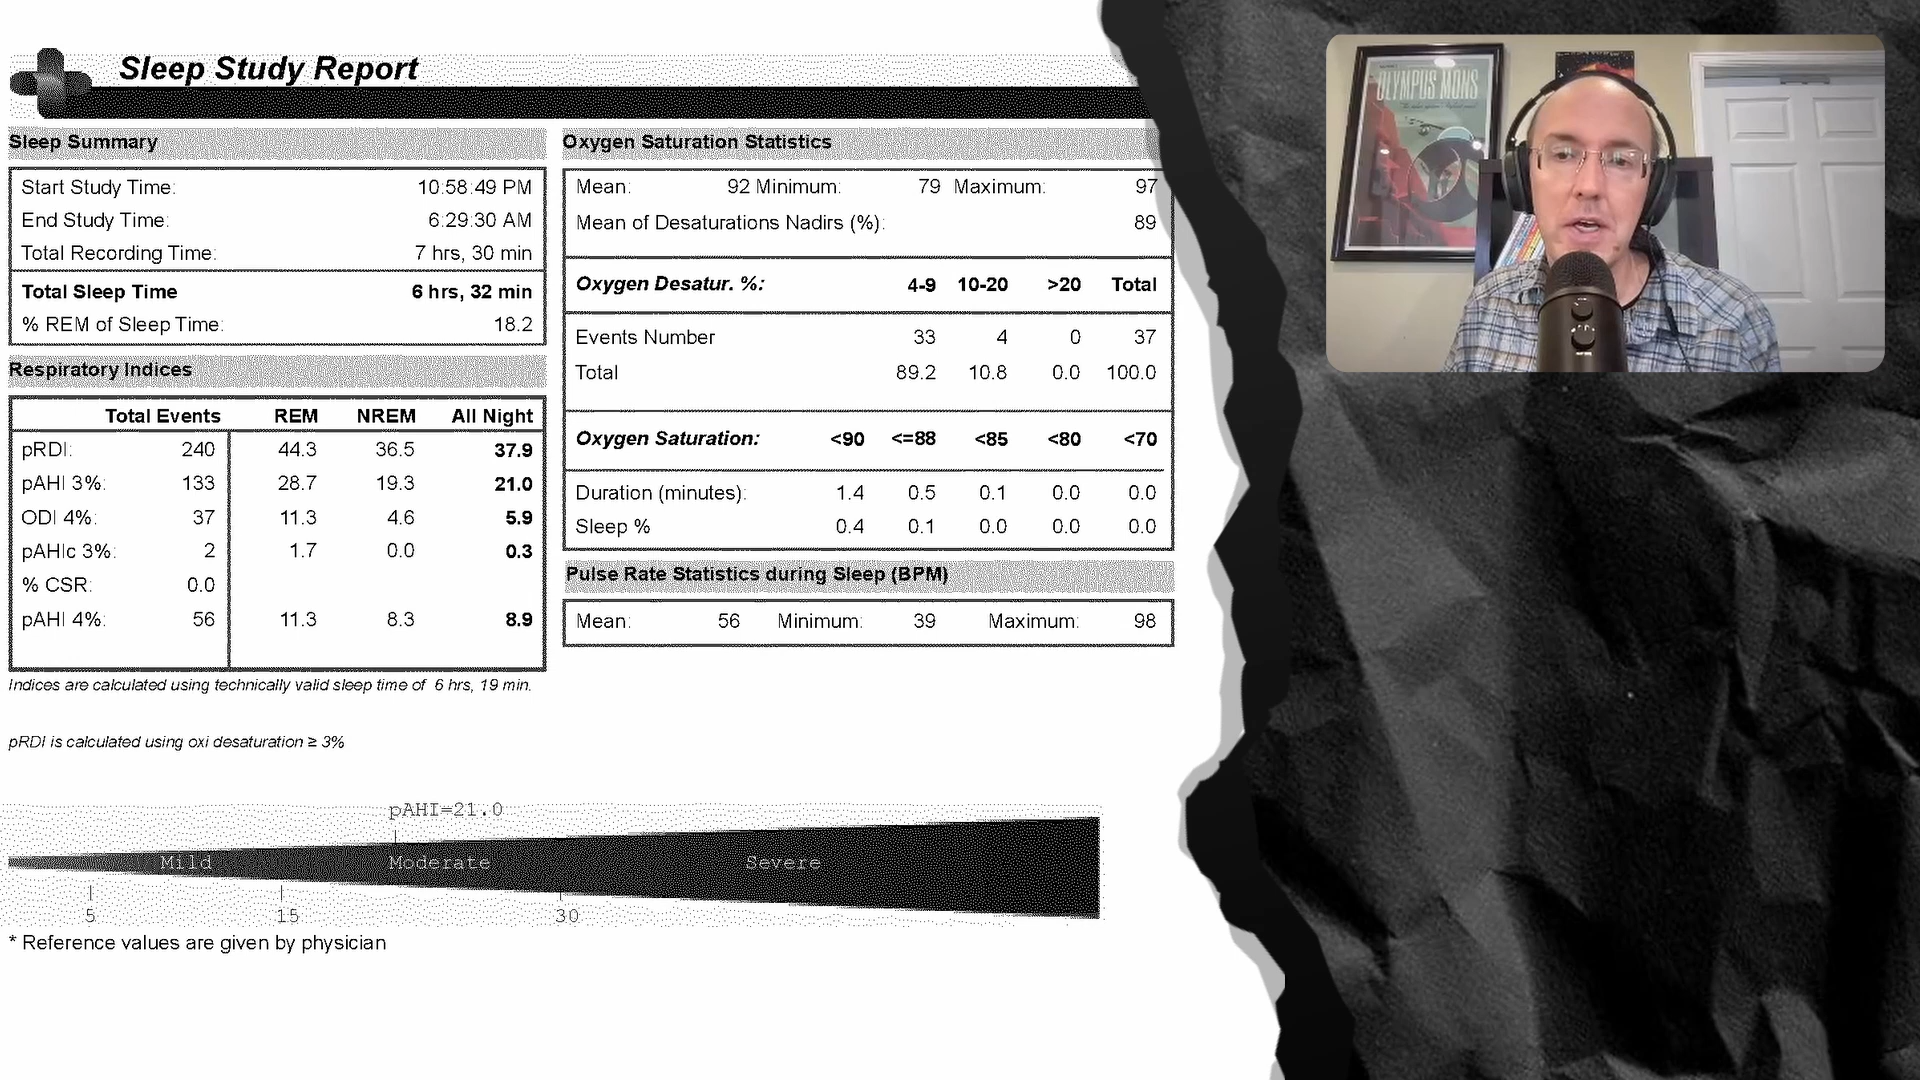 Sleep Study Report
Sleep Summary
Start Study Time: 10:58:49 PM
End Study Time: 6:29:30 AM
Total Recording Time: 7 hrs, 30 min
Total Sleep Time 6 hrs, 32 min
% REM of Sleep Time: 18.2
Respiratory Indices
Total Events REM NREM All Night
pRDI: 240 44.3 36.5 37.9
pAHI 3%: 133 28.7 19.3 21.0
ODI 4%: 37 11.3 4.6 5.9
pAHIc 3%: 2 1.7 0.0 0.3
% CSR: 0.0
pAHI 4%: 56 11.3 8.3 8.9
Indices are calculated using technically valid sleep time of 6 hrs, 19 min.
pRDI is calculated using oxi desaturation ≥ 3%
Oxygen Saturation Statistics
Mean: 92 Minimum: 79 Maximum: 97
Mean of Desaturations Nadirs (%): 89
Oxygen Desatur. %: 4-9 10-20 >20 Total
Events Number 33 4 0 37
Total 89.2 10.8 0.0 100.0
Oxygen Saturation: <90 <=88 <85 <80 <70
Duration (minutes): 1.4 0.5 0.1 0.0 0.0
Sleep % 0.4 0.1 0.0 0.0 0.0
Pulse Rate Statistics during Sleep (BPM)
Mean: 56 Minimum: 39 Maximum: 98
pAHI=21.0
Mild Moderate Severe
5 15 30
* Reference values are given by physician
OLYMPUS MONS